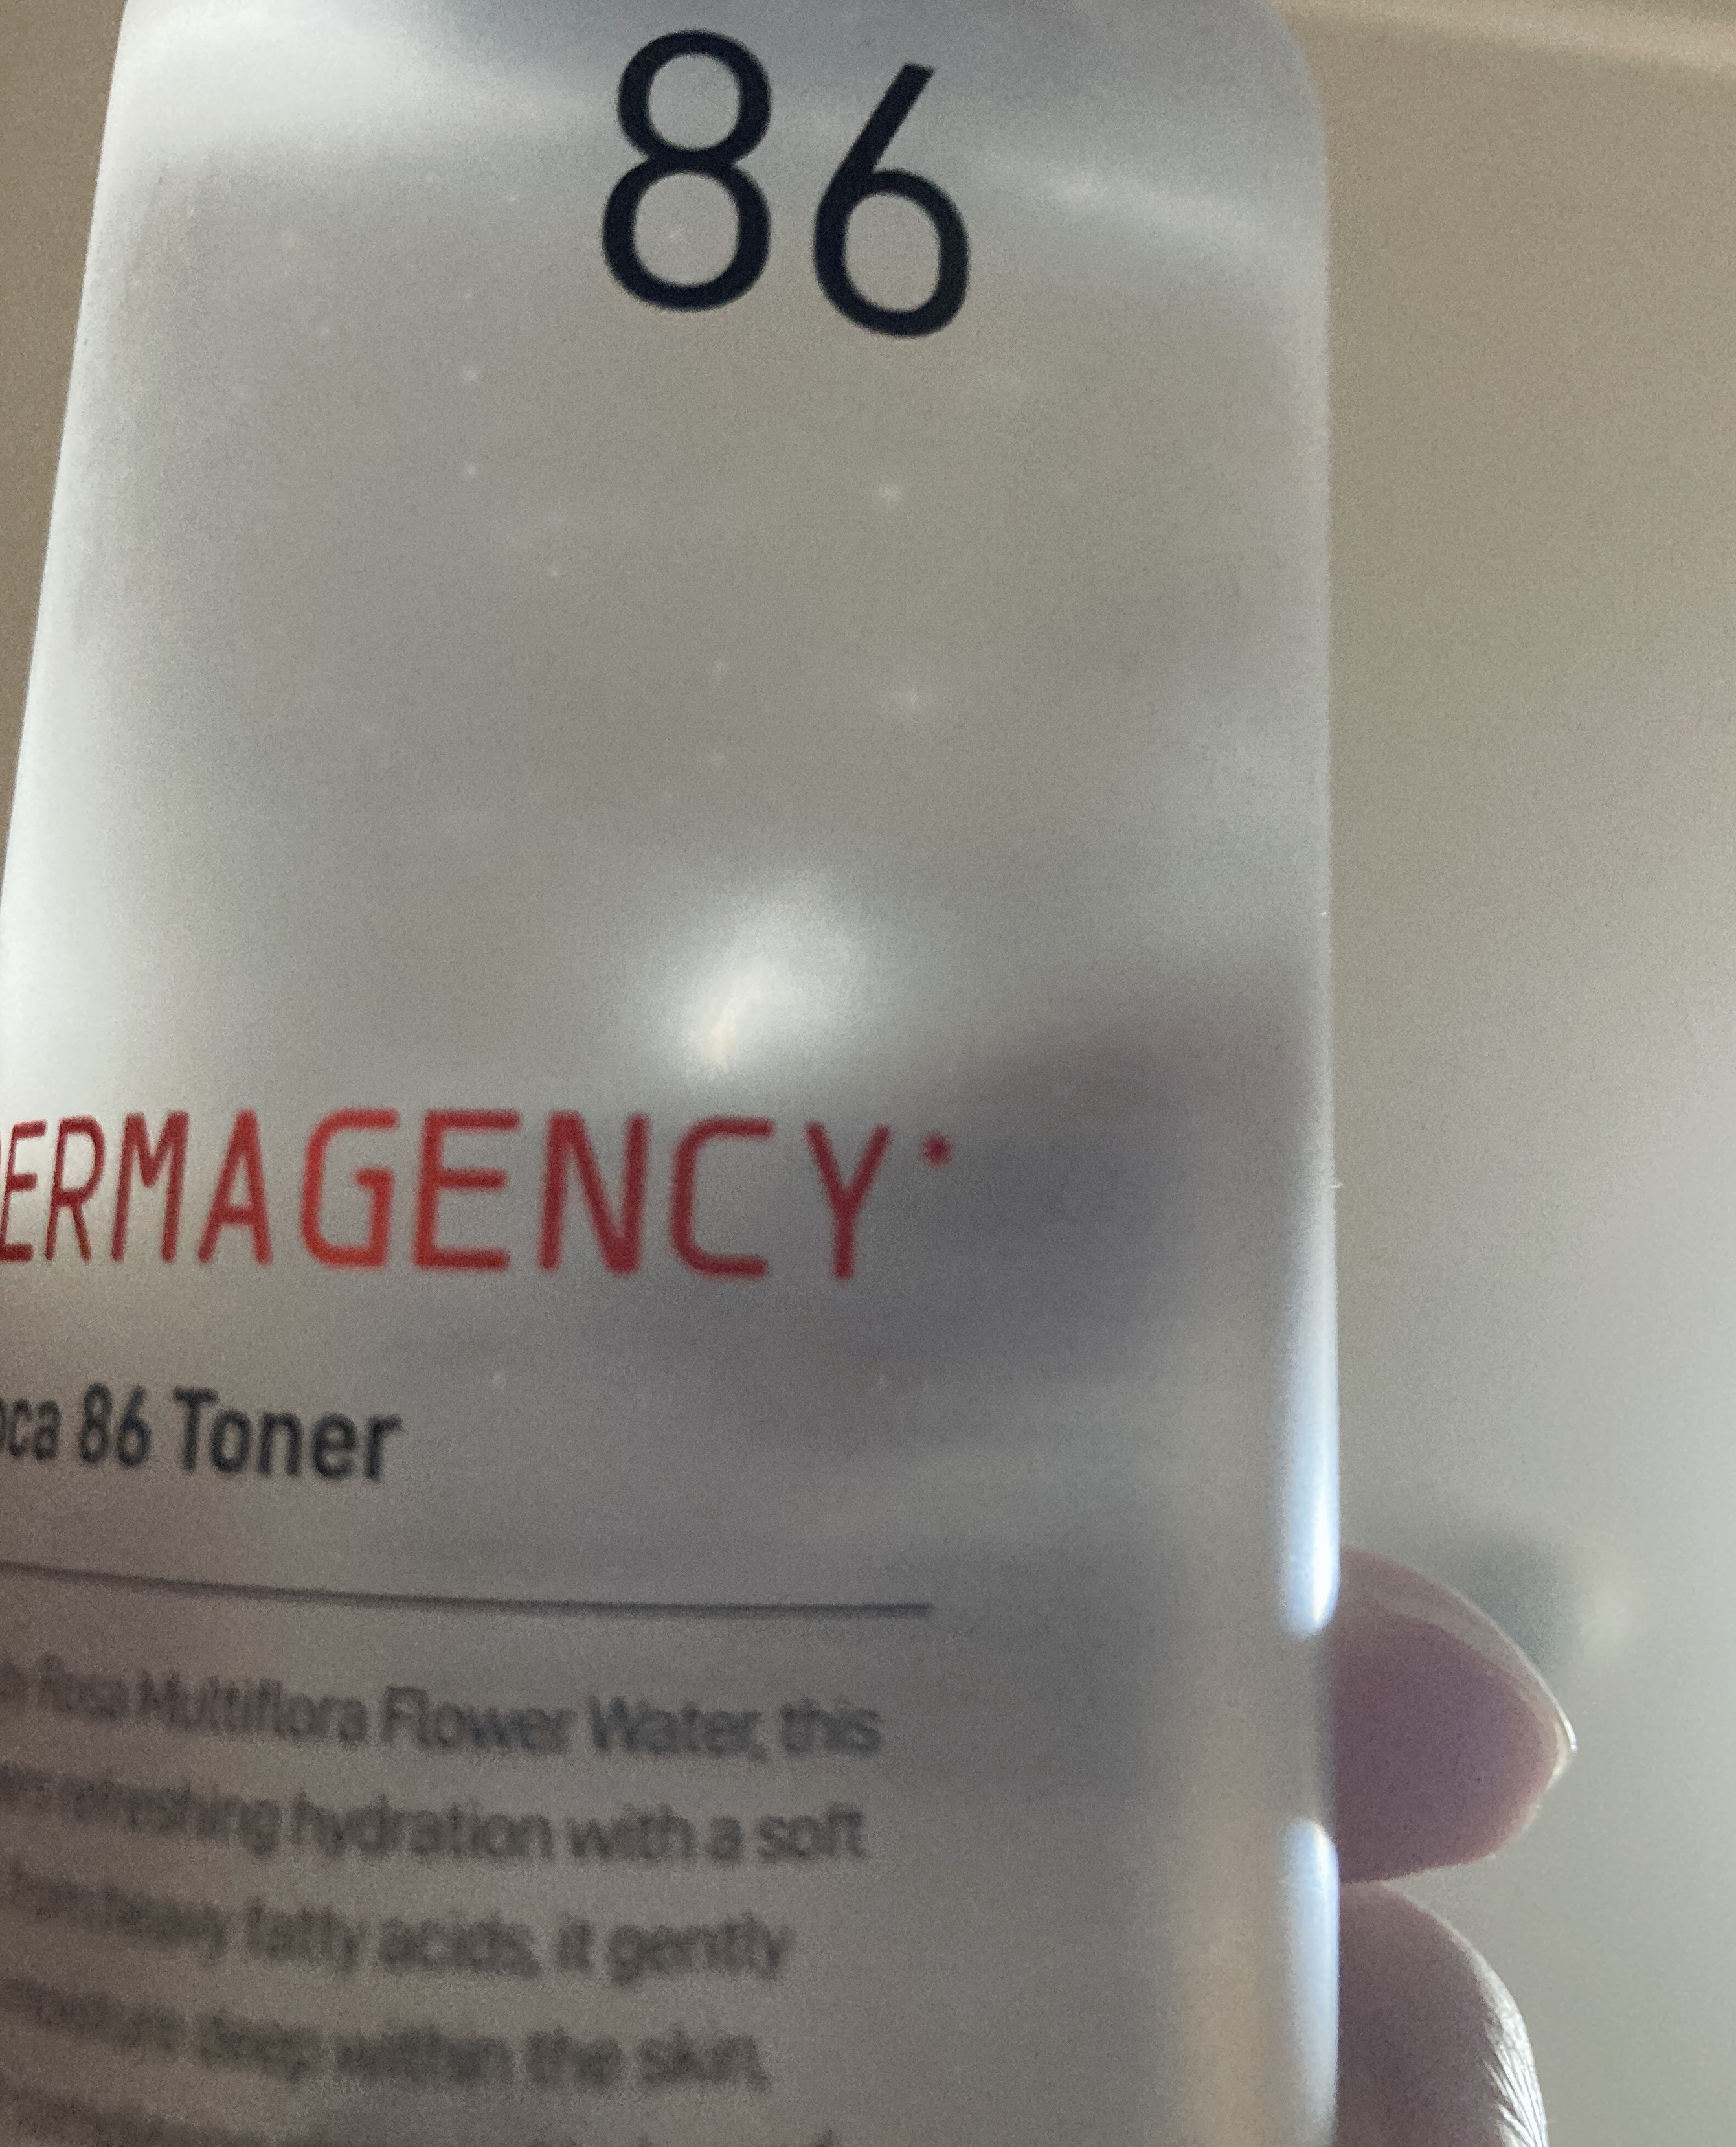 86
ERMAGENCY*
ca 86 Toner
Rosa Multiflora Flower Water, this
refreshing hydration with a soft
heavy fatty acids, it gently
deep within the skin,